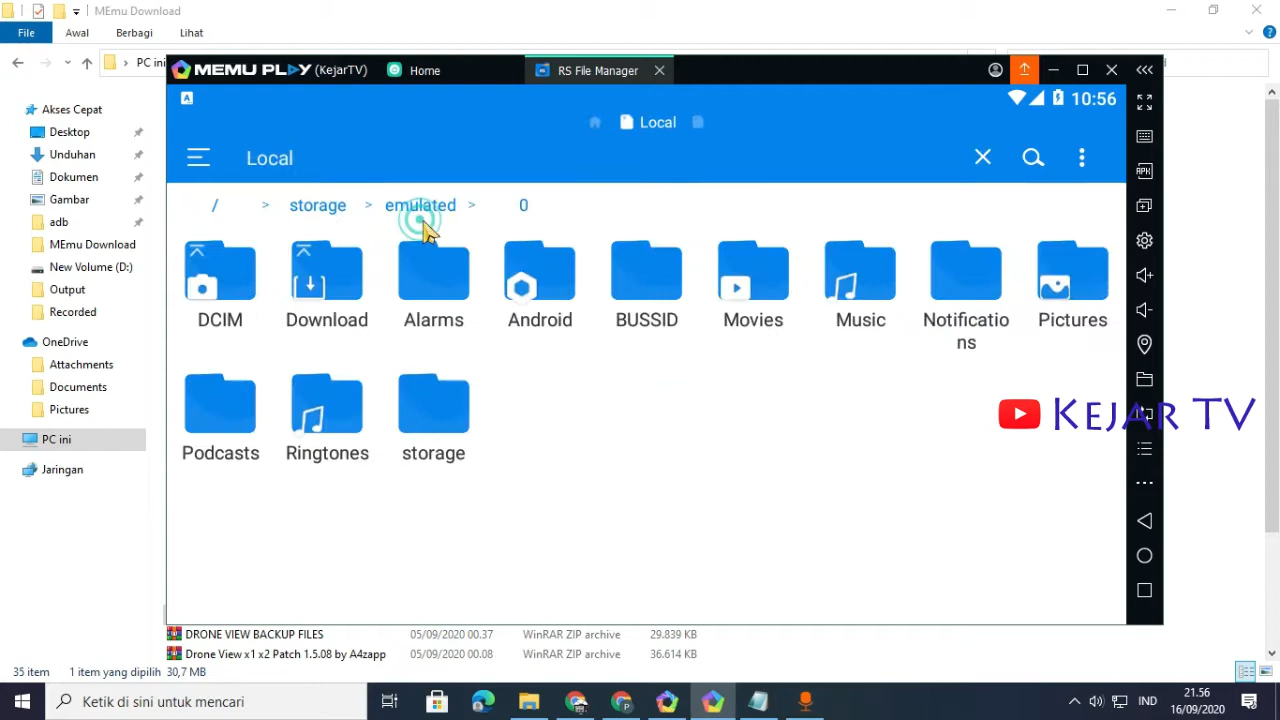 MEmu Download
File Awal Berbagi Lihat
PC ini
MEMU PLAY (KejarTV) Home RS File Manager
10:56
Local
Local
/ > storage > emulated > 0
DCIM Download Alarms Android BUSSID Movies Music Notificatio
ns Pictures
Podcasts Ringtones storage
Akses Cepat
Desktop
Unduhan
Dokumen
Gambar
adb
MEmu Download
New Volume (D:)
Output
Recorded
OneDrive
Attachments
Documents
Pictures
PC ini
Jaringan
APK
KEJAR TV
DRONE VIEW BACKUP FILES 05/09/2020 00.37 WinRAR ZIP archive 29.839 KB
Drone View x1 x2 Patch 1.5.08 by A4zapp 05/09/2020 00.08 WinRAR ZIP archive 36.614 KB
35 item 1 item yang dipilih 30,7 MB
Ketik di sini untuk mencari
IND
21.56
16/09/2020